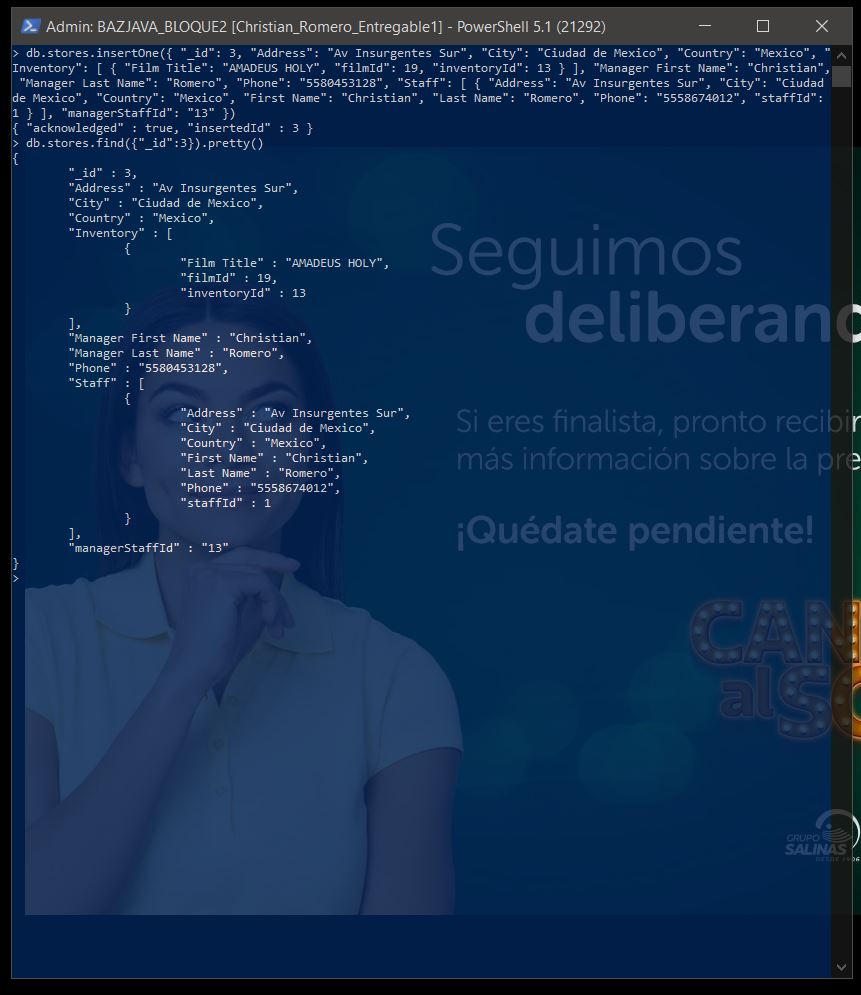 Admin: BAZJAVA_BLOQUE2 [Christian_Romero_Entregable1] - PowerShell 5.1 (21292)
> db.stores.insertOne({ "_id": 3, "Address": "Av Insurgentes Sur", "City": "Ciudad de Mexico", "Country": "Mexico", "
Inventory": [ { "Film Title": "AMADEUS HOLY", "filmId": 19, "inventoryId": 13 } ], "Manager First Name": "Christian",
"Manager Last Name": "Romero", "Phone": "5580453128", "Staff": [ { "Address": "Av Insurgentes Sur", "City": "Ciudad
de Mexico", "Country": "Mexico", "First Name": "Christian", "Last Name": "Romero", "Phone": "5558674012", "staffId":
1 } ], "managerStaffId": "13" })
{ "acknowledged" : true, "insertedId" : 3 }
> db.stores.find({"_id":3}).pretty()
{
"_id" : 3,
"Address" : "Av Insurgentes Sur",
"City" : "Ciudad de Mexico",
"Country" : "Mexico",
"Inventory" : [
{
"Film Title" : "AMADEUS HOLY",
"filmId" : 19,
"inventoryId" : 13
}
],
"Manager First Name" : "Christian",
"Manager Last Name" : "Romero",
"Phone" : "5580453128",
"Staff" : [
{
"Address" : "Av Insurgentes Sur",
"City" : "Ciudad de Mexico",
"Country" : "Mexico",
"First Name" : "Christian",
"Last Name" : "Romero",
"Phone" : "5558674012",
"staffId" : 1
}
],
"managerStaffId" : "13"
}
>
Seguimos
deliberan
Si eres finalista, pronto recibir
más información sobre la pre
¡Quédate pendiente!
CAN
al SO
GRUPO
SALINAS
DESDE 1906